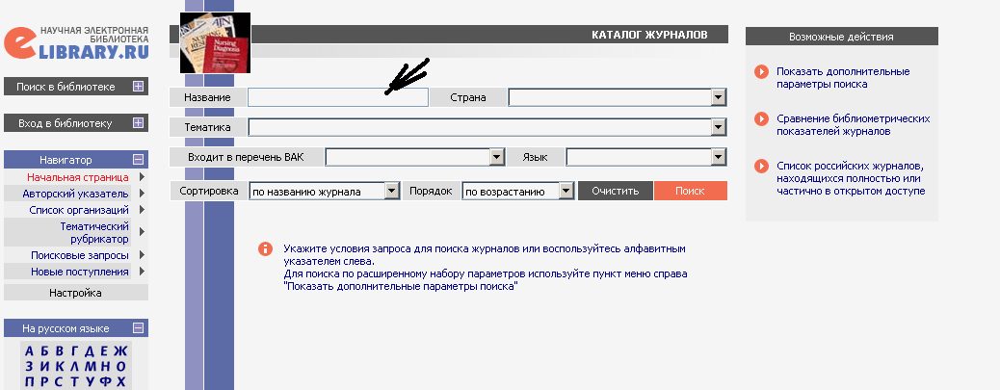 НАУЧНАЯ ЭЛЕКТРОННАЯ
БИБЛИОТЕКА
eLIBRARY.RU
Поиск в библиотеке
Вход в библиотеку
Навигатор
Начальная страница
Авторский указатель
Список организаций
Тематический
рубрикатор
Поисковые запросы
Новые поступления
Настройка
На русском языке
А Б В Г Д Е Ж
З И К Л М Н О
П Р С Т У Ф Х
AJN
Nursing
Diagnosis
КАТАЛОГ ЖУРНАЛОВ
Название Страна
Тематика
Входит в перечень ВАК Язык
Сортировка по названию журнала Порядок по возрастанию Очистить Поиск
Укажите условия запроса для поиска журналов или воспользуйтесь алфавитным
указателем слева.
Для поиска по расширенному набору параметров используйте пункт меню справа
"Показать дополнительные параметры поиска"
Возможные действия
Показать дополнительные
параметры поиска
Сравнение библиометрических
показателей журналов
Список российских журналов,
находящихся полностью или
частично в открытом доступе